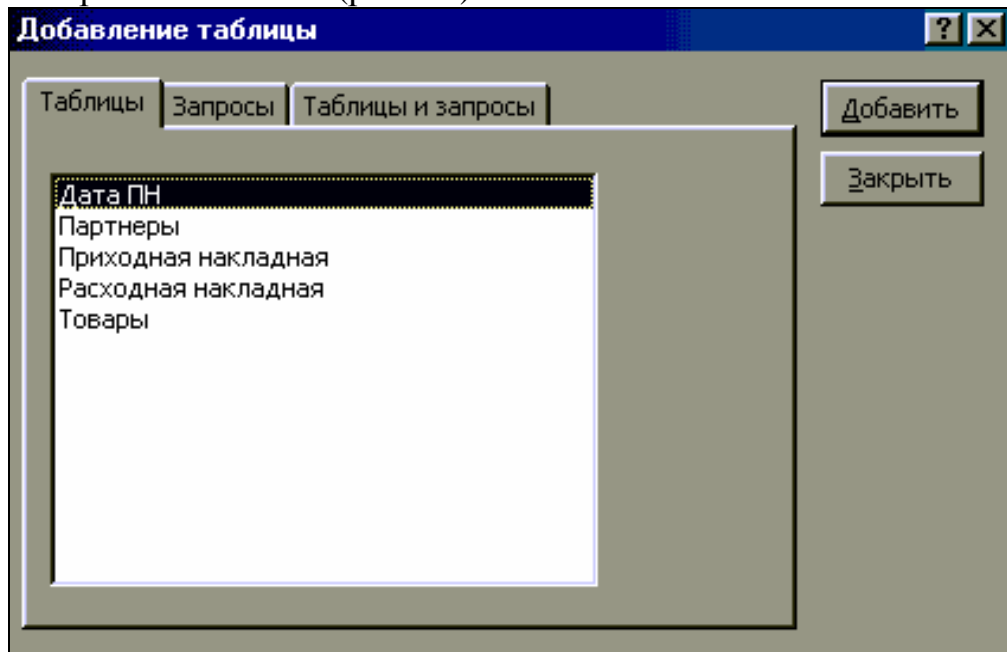 Добавление таблицы
Таблицы Запросы Таблицы и запросы
Добавить
Закрыть
Дата ПН
Партнеры
Приходная накладная
Расходная накладная
Товары